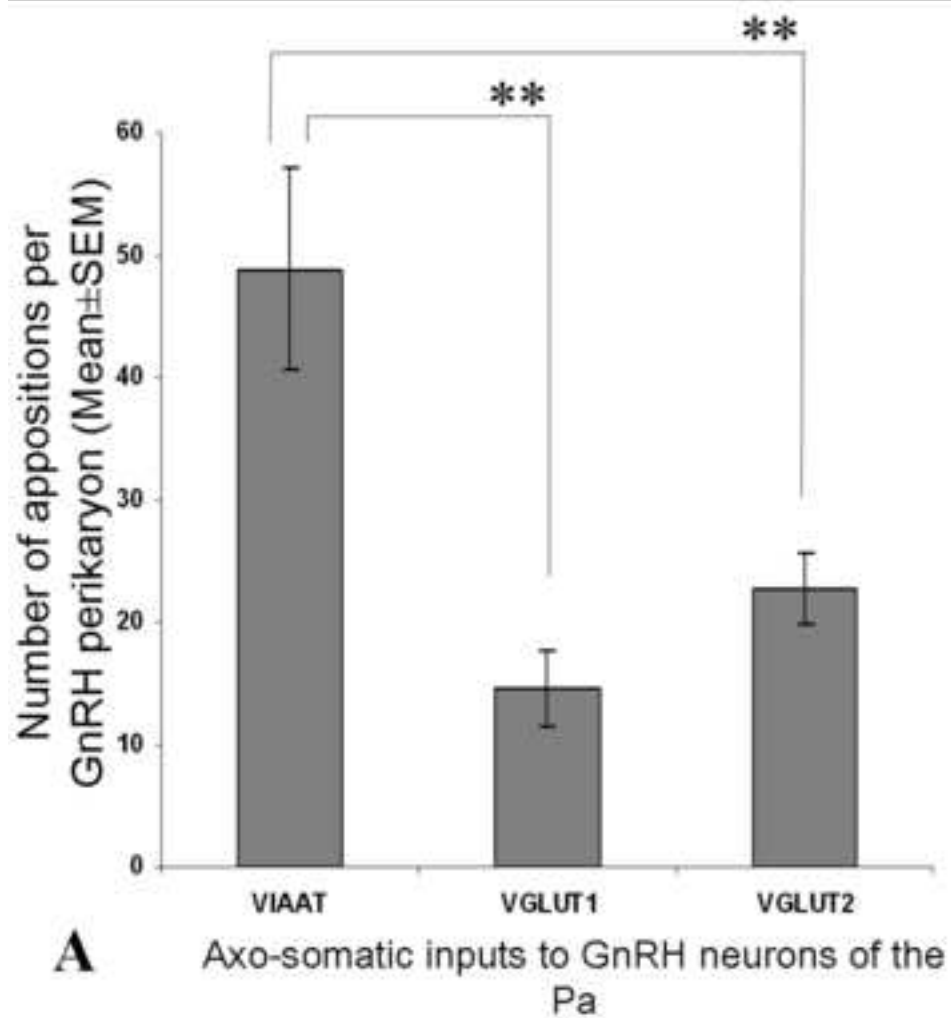 **
**
Number of appositions per
GnRH perikaryon (Mean±SEM)
60
50
40
30
20
10
0
VIAAT VGLUT1 VGLUT2
A Axo-somatic inputs to GnRH neurons of the
Pa